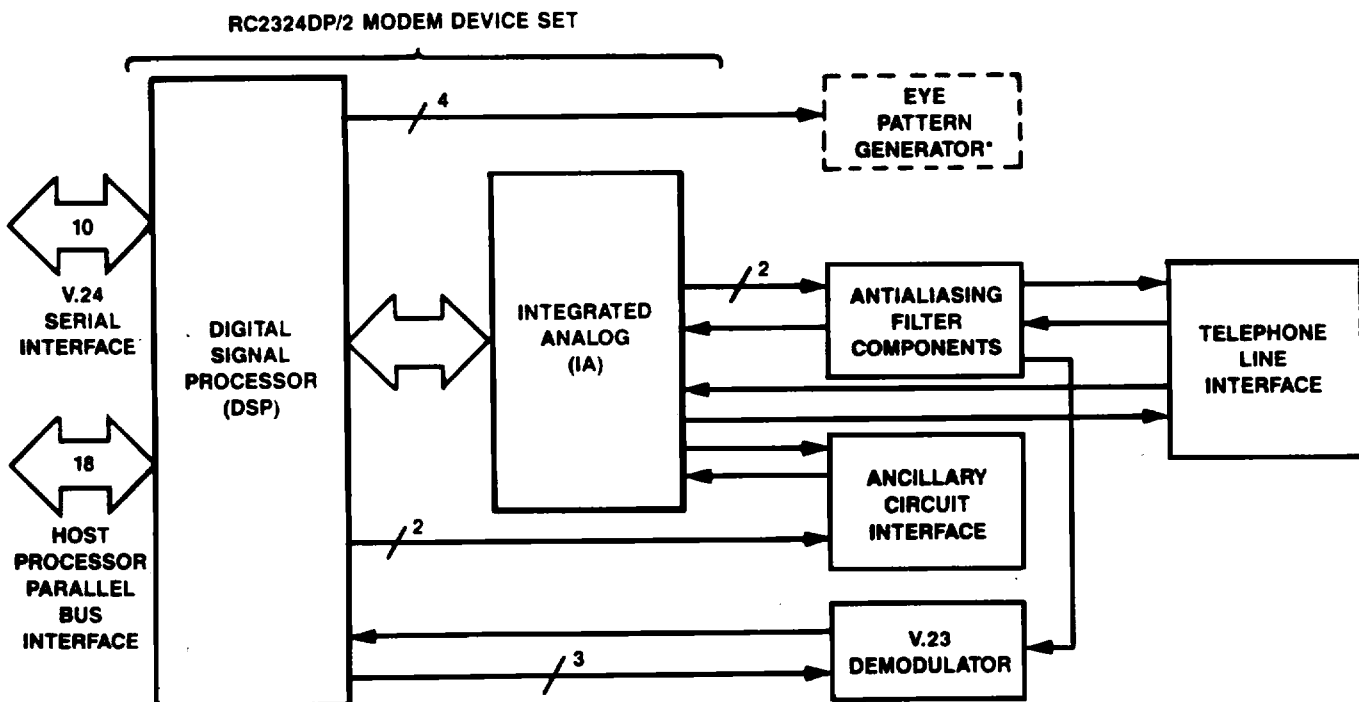 RC2324DP/2 MODEM DEVICE SET
4
EYE
PATTERN
GENERATOR*
10
V.24
SERIAL
INTERFACE
DIGITAL
SIGNAL
PROCESSOR
(DSP)
INTEGRATED
ANALOG
(IA)
2
ANTIALIASING
FILTER
COMPONENTS
TELEPHONE
LINE
INTERFACE
18
HOST
PROCESSOR
PARALLEL
BUS
INTERFACE
ANCILLARY
CIRCUIT
INTERFACE
2
V.23
DEMODULATOR
3